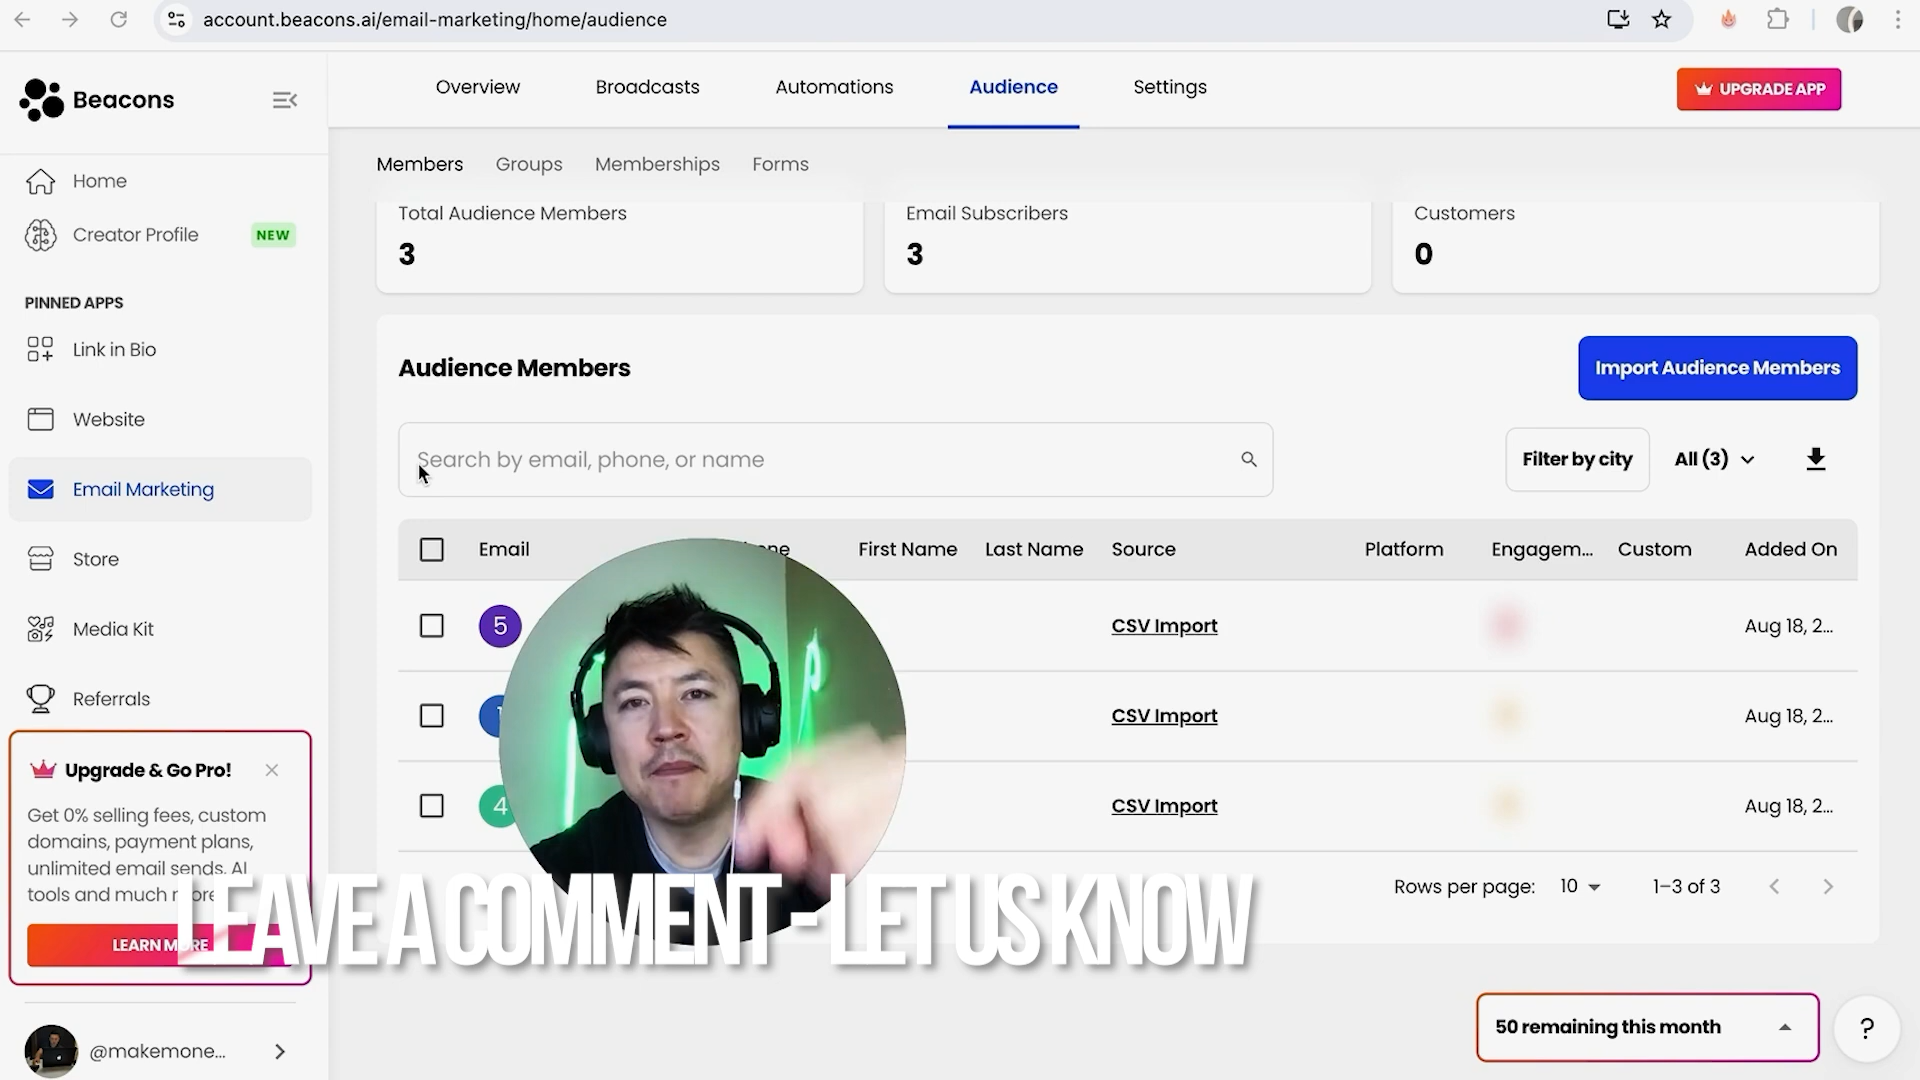 account.beacons.ai/email-marketing/home/audience
Beacons
Overview
Broadcasts
Automations
Audience
Settings
UPGRADE APP
Home
Creator Profile
NEW
PINNED APPS
Link in Bio
Website
Email Marketing
Store
Media Kit
Referrals
Upgrade & Go Pro!
Get 0% selling fees, custom
domains, payment plans,
unlimited email sends, AI
tools and much more
LEARN MORE
@makemone...
Members
Groups
Memberships
Forms
Total Audience Members
3
Email Subscribers
3
Customers
0
Audience Members
Import Audience Members
Search by email, phone, or name
Filter by city
All (3)
Email
First Name
Last Name
Source
Platform
Engagem...
Custom
Added On
5
CSV Import
Aug 18, 2...
1
CSV Import
Aug 18, 2...
4
CSV Import
Aug 18, 2...
Rows per page:
10
1–3 of 3
LEAVE A COMMENT - LET US KNOW
50 remaining this month
?